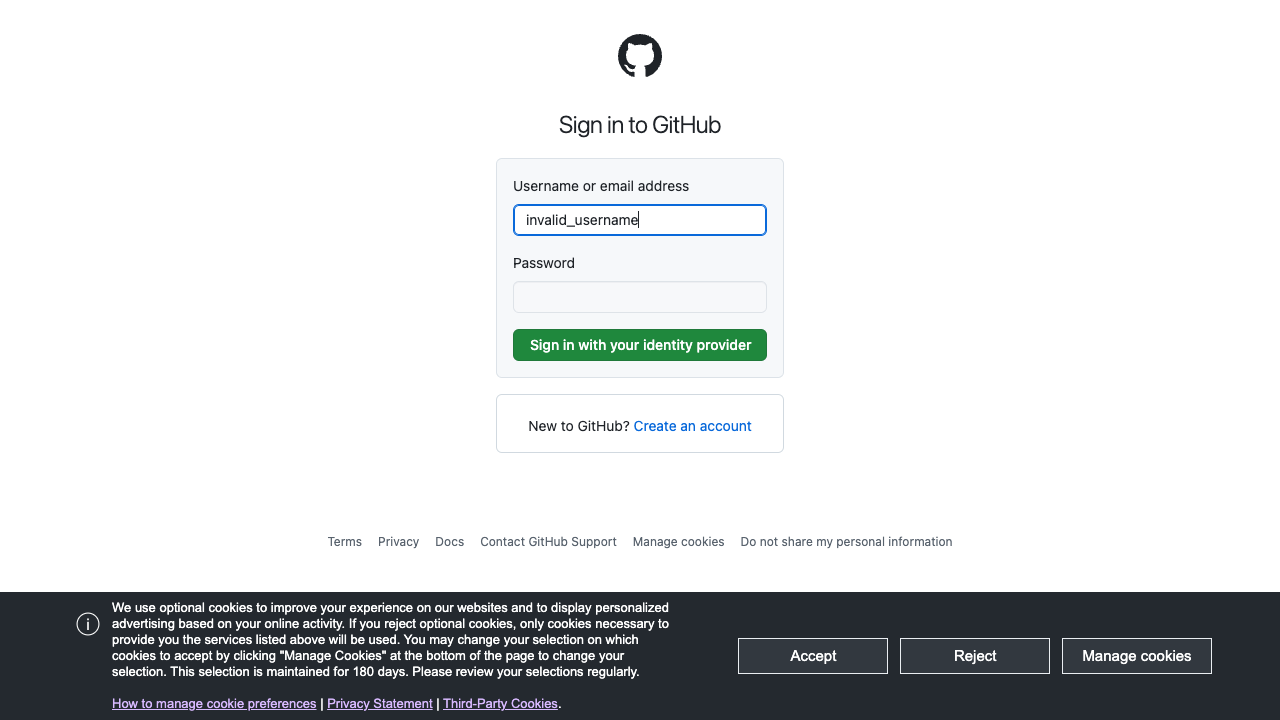 Sign in to GitHub
Username or email address
invalid_username
Password
Sign in with your identity provider
New to GitHub? Create an account
Terms Privacy Docs Contact GitHub Support Manage cookies Do not share my personal information
We use optional cookies to improve your experience on our websites and to display personalized
advertising based on your online activity. If you reject optional cookies, only cookies necessary to
provide you the services listed above will be used. You may change your selection on which
cookies to accept by clicking "Manage Cookies" at the bottom of the page to change your
selection. This selection is maintained for 180 days. Please review your selections regularly.
How to manage cookie preferences | Privacy Statement | Third-Party Cookies.
Accept Reject Manage cookies